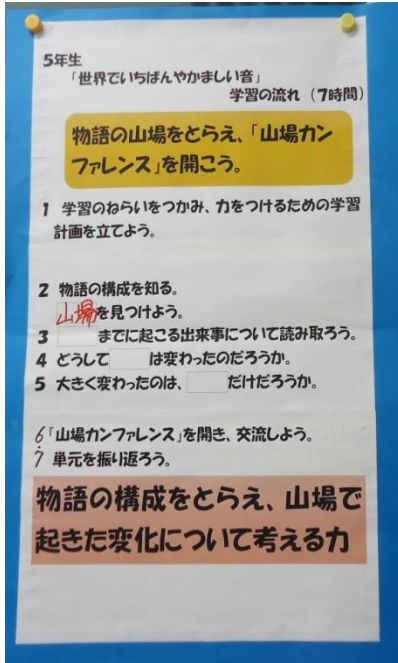 5年生
「世界でいちばんやかましい音」
学習の流れ（7時間）
物語の山場をとらえ、「山場カン
ファレンス」を開こう。
1 学習のねらいをつかみ、力をつけるための学習
計画を立てよう。
2 物語の構成を知る。
山場を見つけよう。
3 までに起こる出来事について読み取ろう。
4 どうして は変わったのだろうか。
5 大きく変わったのは、 だけだろうか。
6「山場カンファレンス」を開き、交流しよう。
7 単元を振り返ろう。
物語の構成をとらえ、山場で
起きた変化について考える力